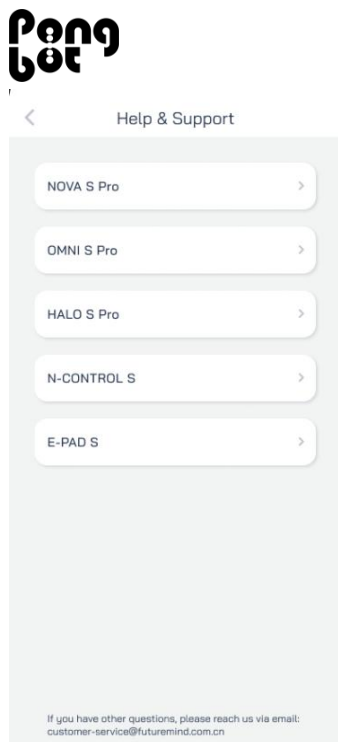 Pong
bot
Help & Support
NOVA S Pro
OMNI S Pro
HALO S Pro
N-CONTROL S
E-PAD S
If you have other questions, please reach us via email:
customer-service@futuremind.com.cn